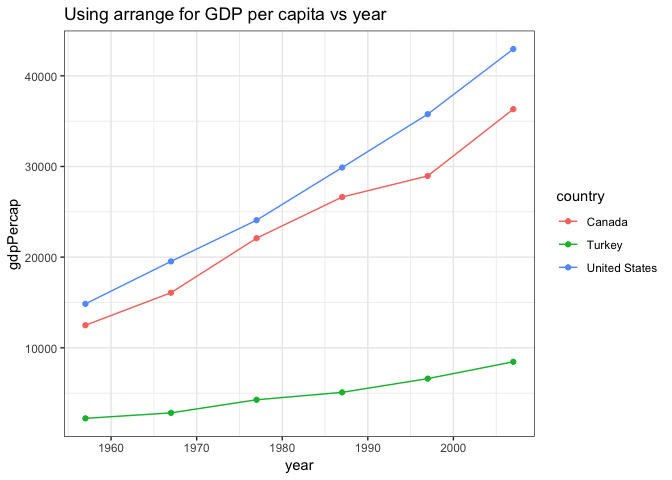 Using arrange for GDP per capita vs year
gdpPercap
40000
30000
20000
10000
1960 1970 1980 1990 2000
year
country
Canada
Turkey
United States